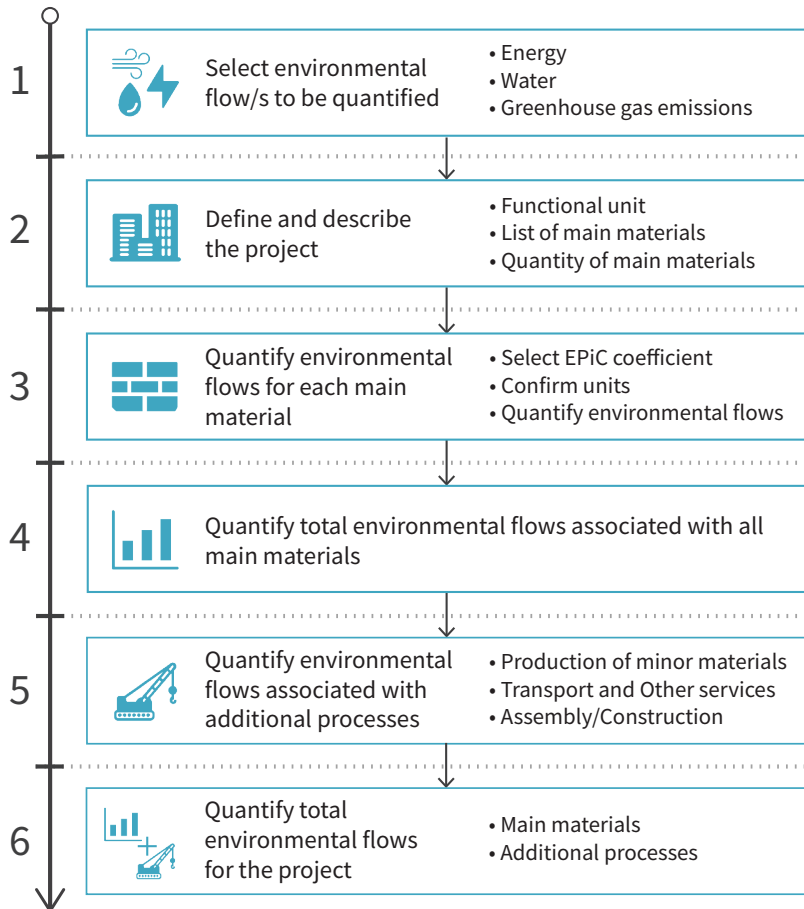 1
Select environmental
flow/s to be quantified
• Energy
• Water
• Greenhouse gas emissions
2
Define and describe
the project
• Functional unit
• List of main materials
• Quantity of main materials
3
Quantify environmental
flows for each main
material
• Select EPiC coefficient
• Confirm units
• Quantify environmental flows
4
Quantify total environmental flows associated with all
main materials
5
Quantify environmental
flows associated with
additional processes
• Production of minor materials
• Transport and Other services
• Assembly/Construction
6
Quantify total
environmental flows
for the project
• Main materials
• Additional processes